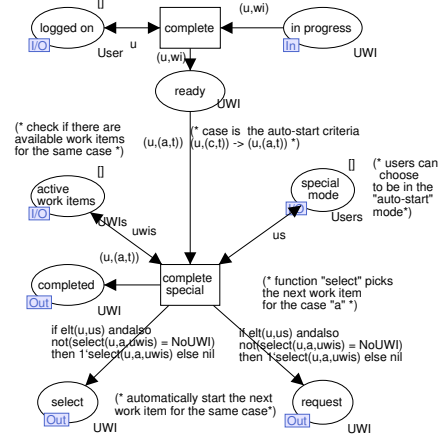 []
logged on
I/O
User
u
complete
(u,wi)
in progress
In
UWI
(u,wi)
ready
UWI
(* check if there are
available work items
for the same case *)
(u,(a,t))
(* case is the auto-start criteria
(u,(c,t)) -> (u,(a,t)) *)
[]
active
work items
I/O
UWIs
uwis
[]
special
mode
I/O
Users
us
(* users can
choose
to be in the
"auto-start"
mode*)
(u,(a,t))
completed
Out
UWI
complete
special
(* function "select" picks
the next work item
for the case "a" *)
if elt(u,us) andalso
not(select(u,a,uwis) = NoUWI)
then 1`select(u,a,uwis) else nil
if elt(u,us) andalso
not(select(u,a,uwis) = NoUWI)
then 1`select(u,a,uwis) else nil
select
Out
UWI
(* automatically start the next
work item for the same case*)
request
Out
UWI